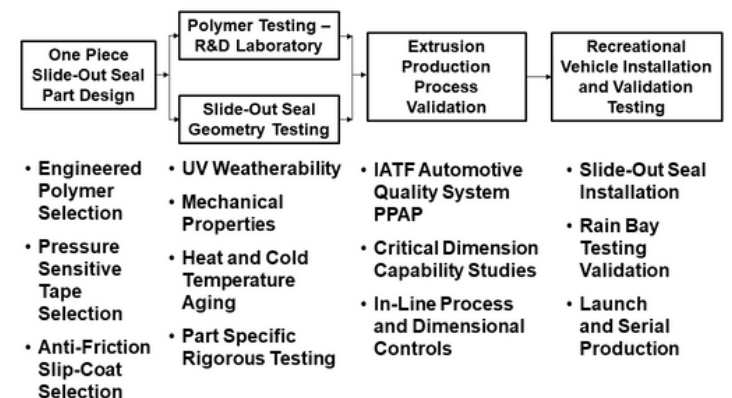 One Piece
Slide-Out Seal
Part Design
Polymer Testing –
R&D Laboratory
Slide-Out Seal
Geometry Testing
Extrusion
Production
Process
Validation
Recreational
Vehicle Installation
and Validation
Testing
• Engineered
Polymer
Selection
• Pressure
Sensitive
Tape
Selection
• Anti-Friction
Slip-Coat
Selection
• UV Weatherability
• Mechanical
Properties
• Heat and Cold
Temperature
Aging
• Part Specific
Rigorous Testing
• IATF Automotive
Quality System
PPAP
• Critical Dimension
Capability Studies
• In-Line Process
and Dimensional
Controls
• Slide-Out Seal
Installation
• Rain Bay
Testing
Validation
• Launch
and Serial
Production